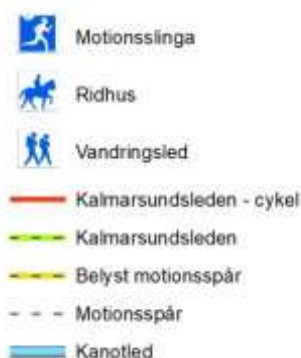 Motionsslinga
Ridhus
Vandringsled
Kalmarsundsleden - cykel
Kalmarsundsleden
Belyst motionsspår
Motionsspår
Kanotled